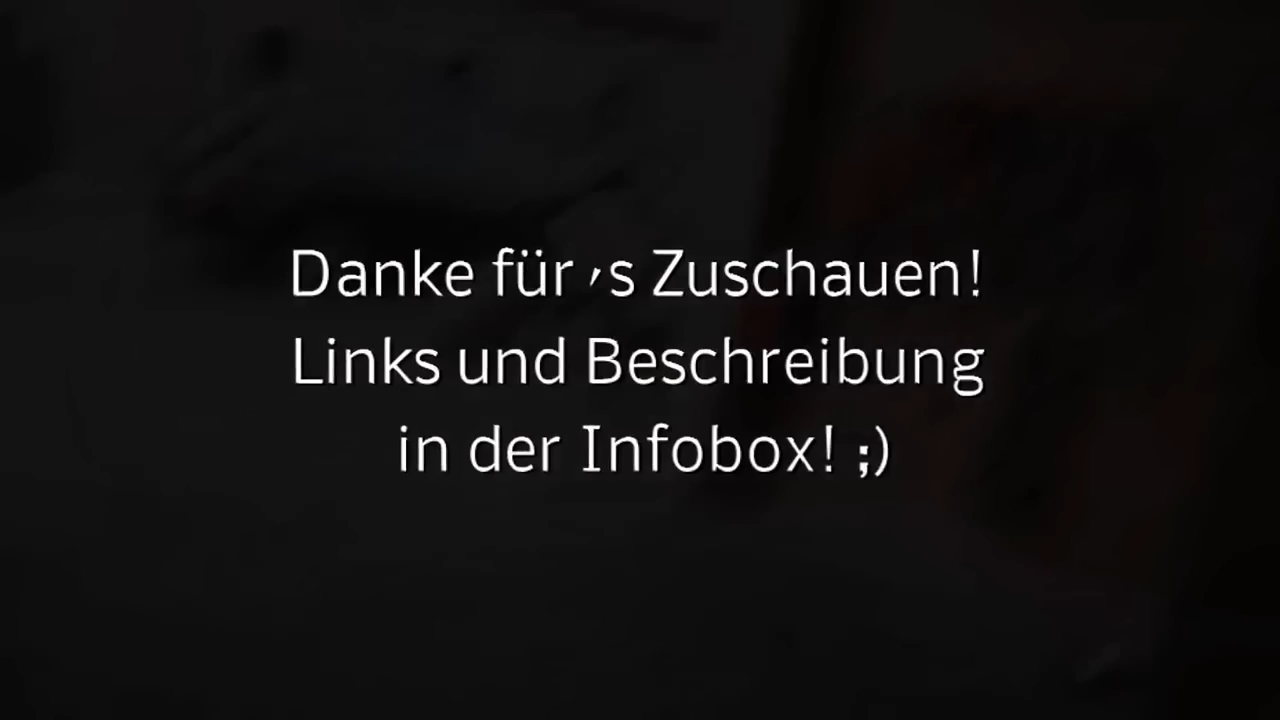 Danke für 's Zuschauen!
Links und Beschreibung
in der Infobox! ;)